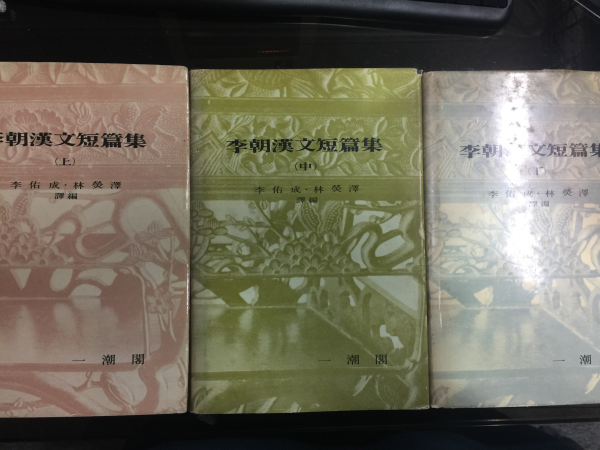 李朝漢文短篇集
(上)
李佑成·林熒澤
譯編
一潮閣
李朝漢文短篇集
(中)
李佑成·林熒澤
譯編
一潮閣
李朝 文短篇集
李佑成·林熒澤
譯編
一潮